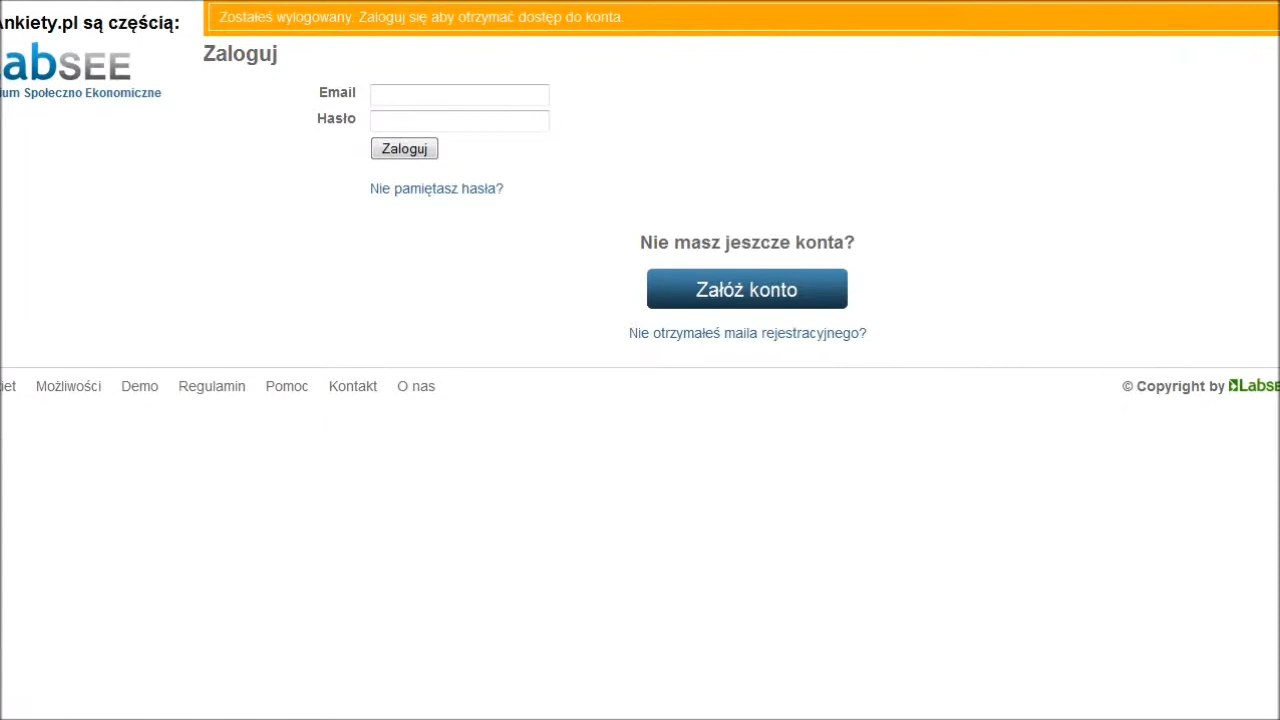 Zostałeś wylogowany. Zaloguj się aby otrzymać dostęp do konta.
Ankiety.pl są częścią:
Labsee
ium Społeczno Ekonomiczne
Zaloguj
Email
Hasło
Zaloguj
Nie pamiętasz hasła?
Nie masz jeszcze konta?
Załóż konto
Nie otrzymałeś maila rejestracyjnego?
iet Możliwości Demo Regulamin Pomoc Kontakt O nas
© Copyright by Labse